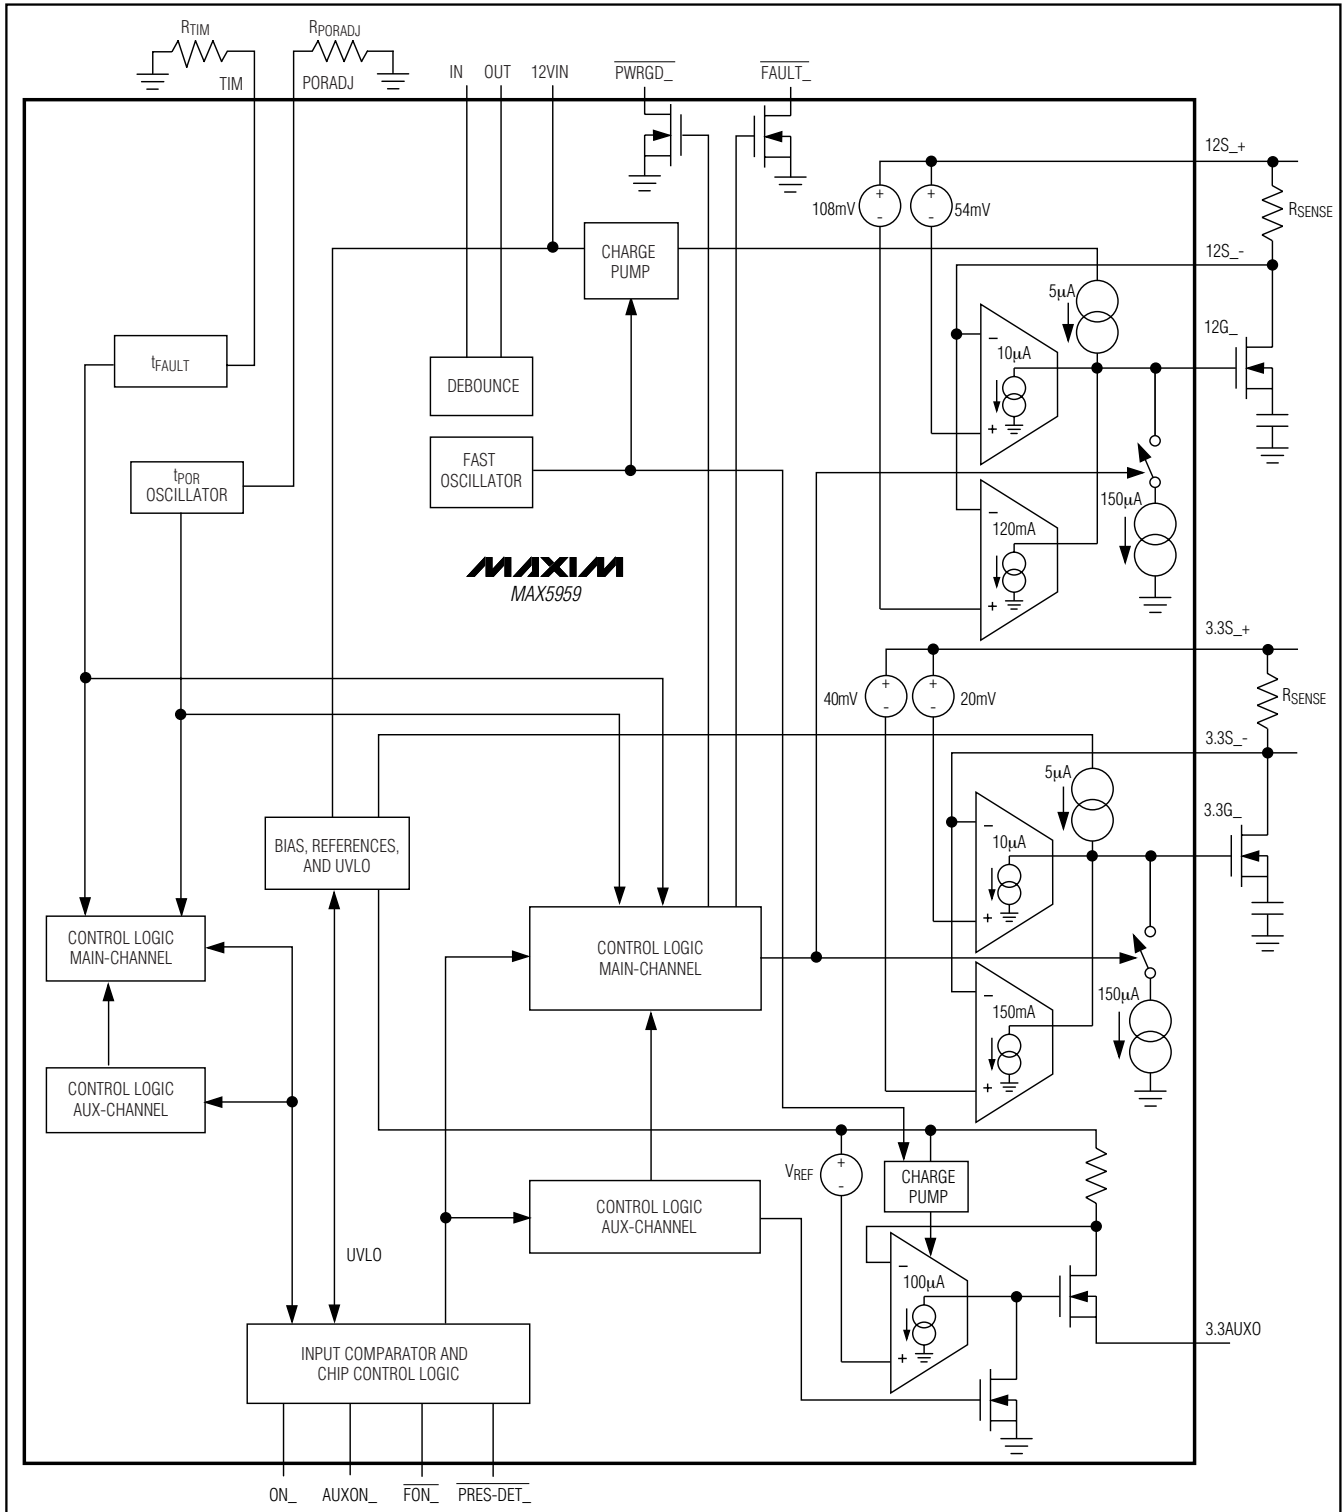 RTIM
RPORADJ
TIM
PORADJ
IN
OUT
12VIN
PWRGD_
FAULT_
12S_+
108mV
+
-
+
-
54mV
RSENSE
CHARGE
PUMP
12S_-
5µA
12G_
tFAULT
DEBOUNCE
−
10µA
+
FAST
OSCILLATOR
tPOR
OSCILLATOR
150µA
−
120mA
+
MAXIM
MAX5959
3.3S_+
40mV
+
-
+
-
20mV
RSENSE
3.3S_-
5µA
3.3G_
BIAS, REFERENCES,
AND UVLO
−
10µA
+
CONTROL LOGIC
MAIN-CHANNEL
CONTROL LOGIC
MAIN-CHANNEL
150µA
−
150mA
+
CONTROL LOGIC
AUX-CHANNEL
VREF
+
-
CHARGE
PUMP
CONTROL LOGIC
AUX-CHANNEL
UVLO
−
100µA
+
3.3AUXO
INPUT COMPARATOR AND
CHIP CONTROL LOGIC
ON_
AUXON_
FON_
PRES-DET_